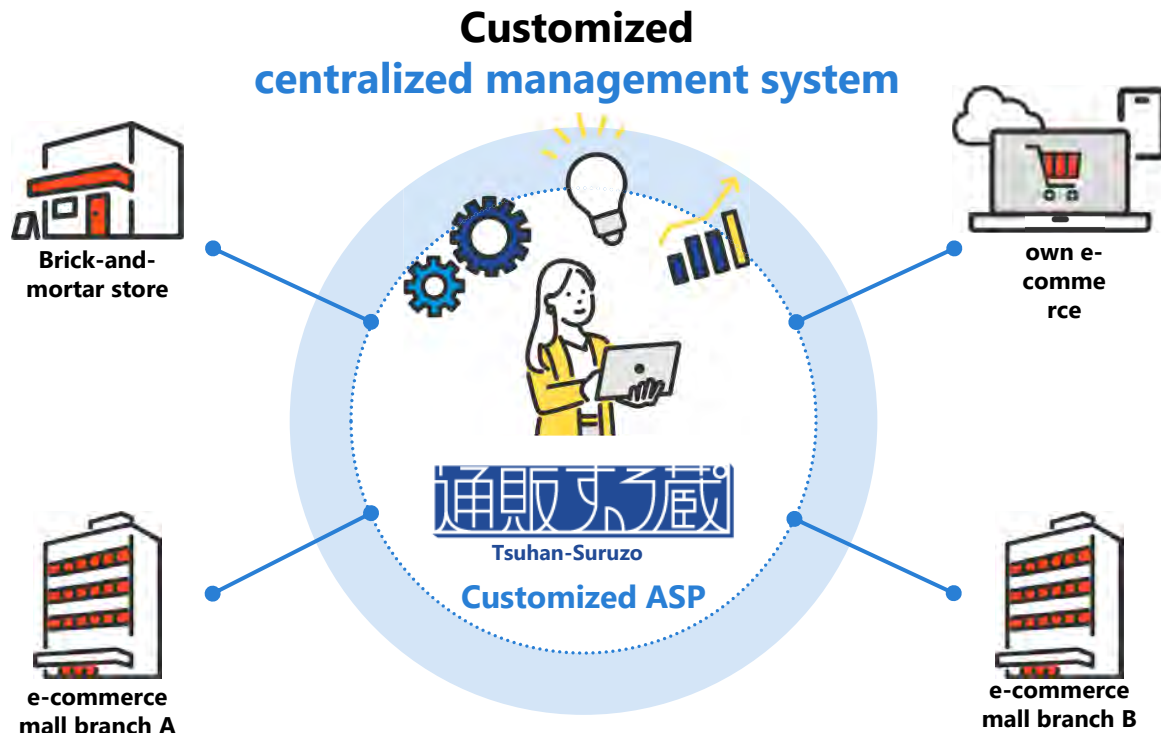 Customized
centralized management system
Brick-and-
mortar store
own e-
comme
rce
通販する蔵
Tsuhan-Suruzo
Customized ASP
e-commerce
mall branch A
e-commerce
mall branch B